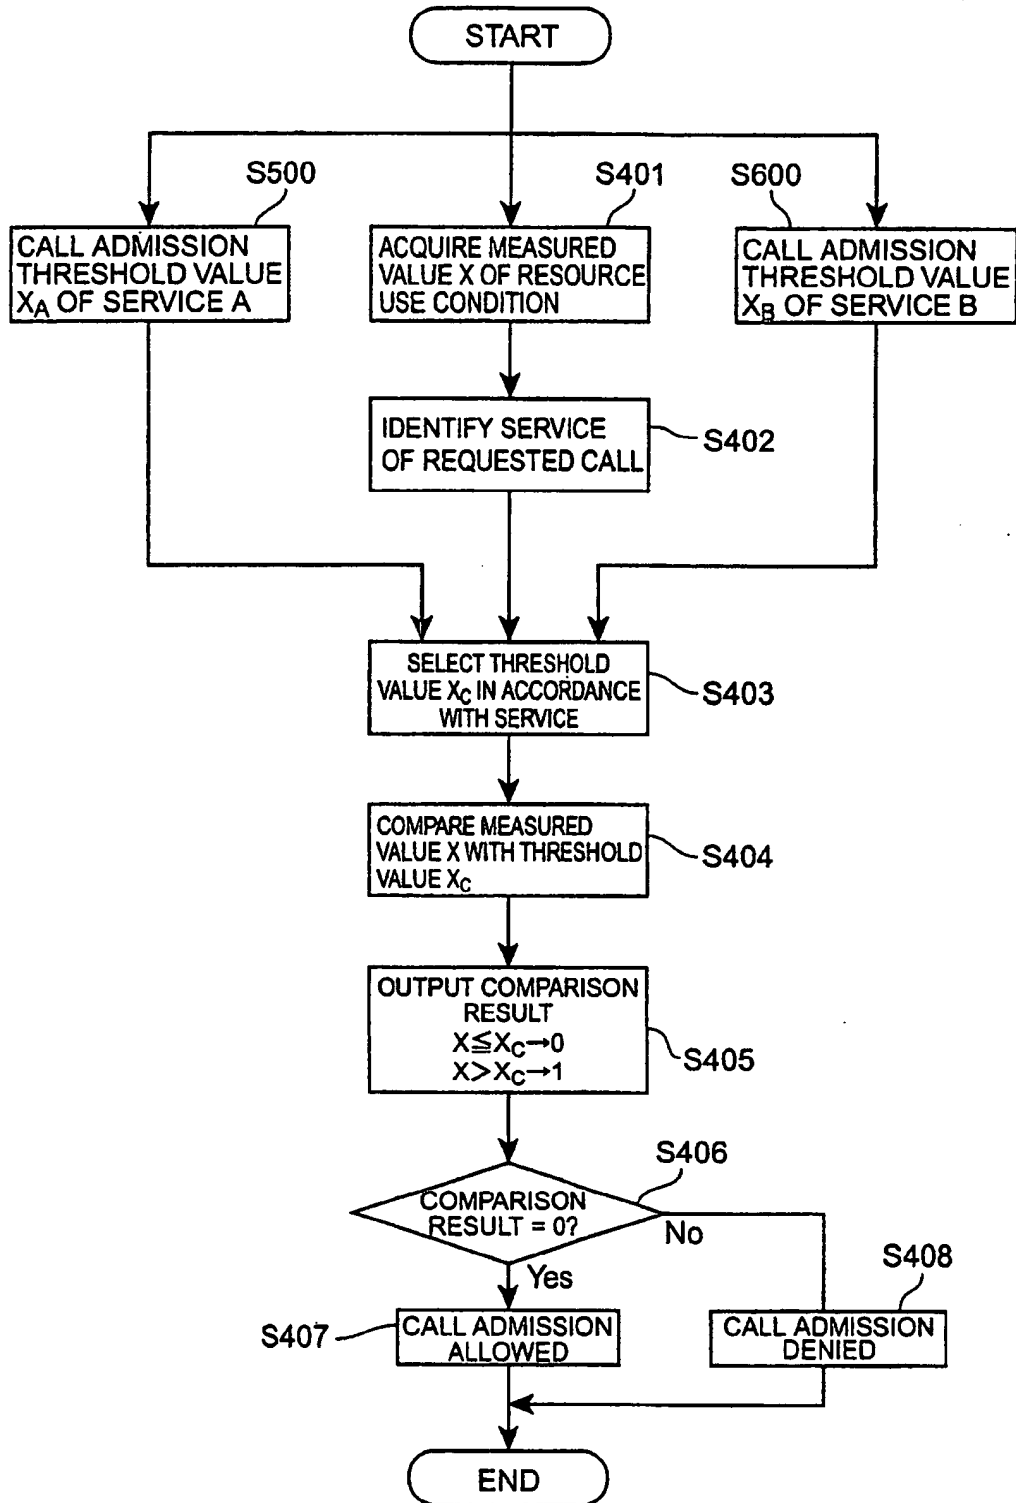 START
S500
S401
S600
CALL ADMISSION
THRESHOLD VALUE
XA OF SERVICE A
ACQUIRE MEASURED
VALUE X OF RESOURCE
USE CONDITION
CALL ADMISSION
THRESHOLD VALUE
XB OF SERVICE B
IDENTIFY SERVICE
OF REQUESTED CALL
S402
SELECT THRESHOLD
VALUE XC IN ACCORDANCE
WITH SERVICE
S403
COMPARE MEASURED
VALUE X WITH THRESHOLD
VALUE XC
S404
OUTPUT COMPARISON
RESULT
X≦XC→0
X>XC→1
S405
S406
COMPARISON
RESULT = 0?
No
Yes
S408
S407
CALL ADMISSION
ALLOWED
CALL ADMISSION
DENIED
END